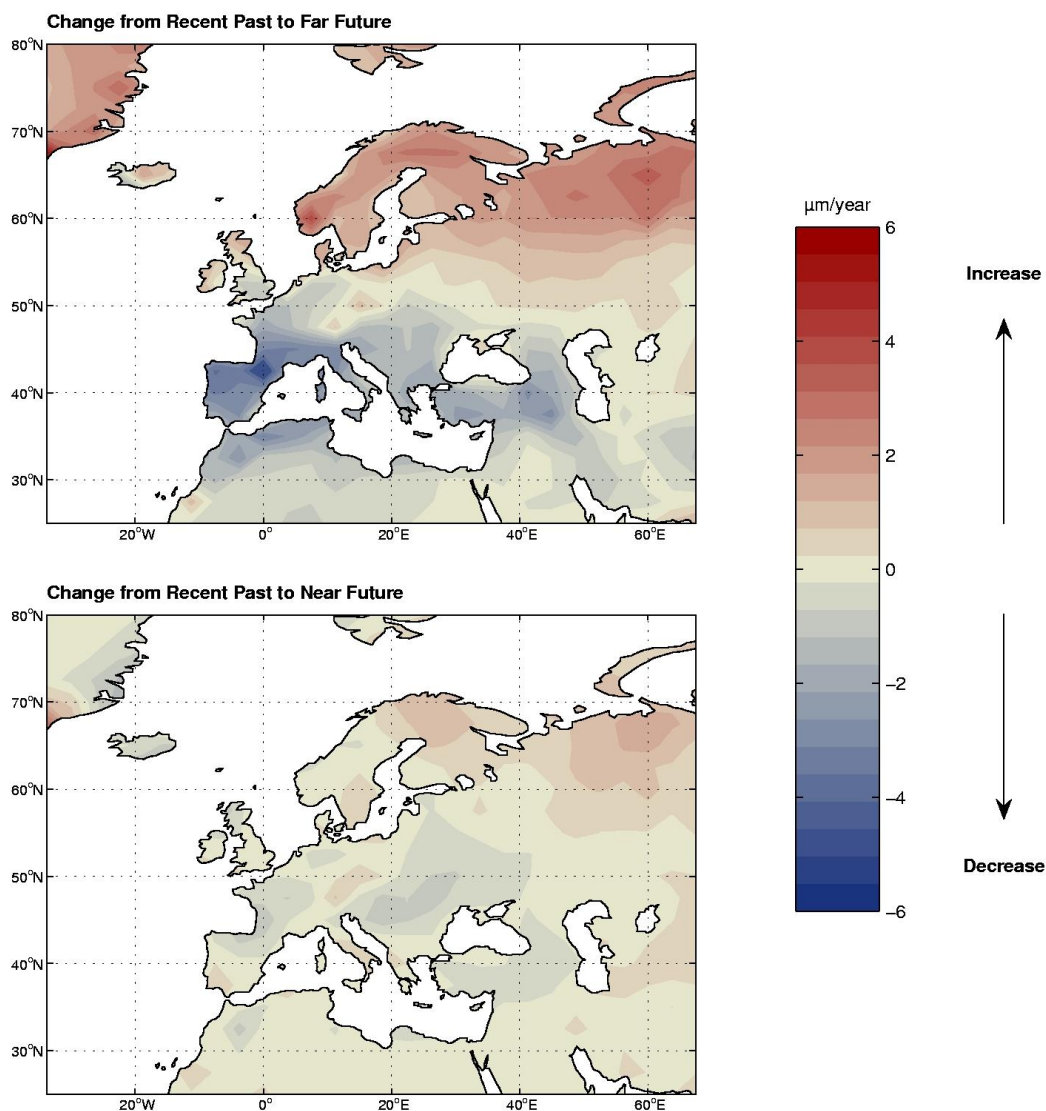 Change from Recent Past to Far Future
80°N
70°N
60°N
50°N
40°N
30°N
20°W 0° 20°E 40°E 60°E
Change from Recent Past to Near Future
80°N
70°N
60°N
50°N
40°N
30°N
20°W 0° 20°E 40°E 60°E
μm/year
6
4
2
0
−2
−4
−6
Increase
Decrease